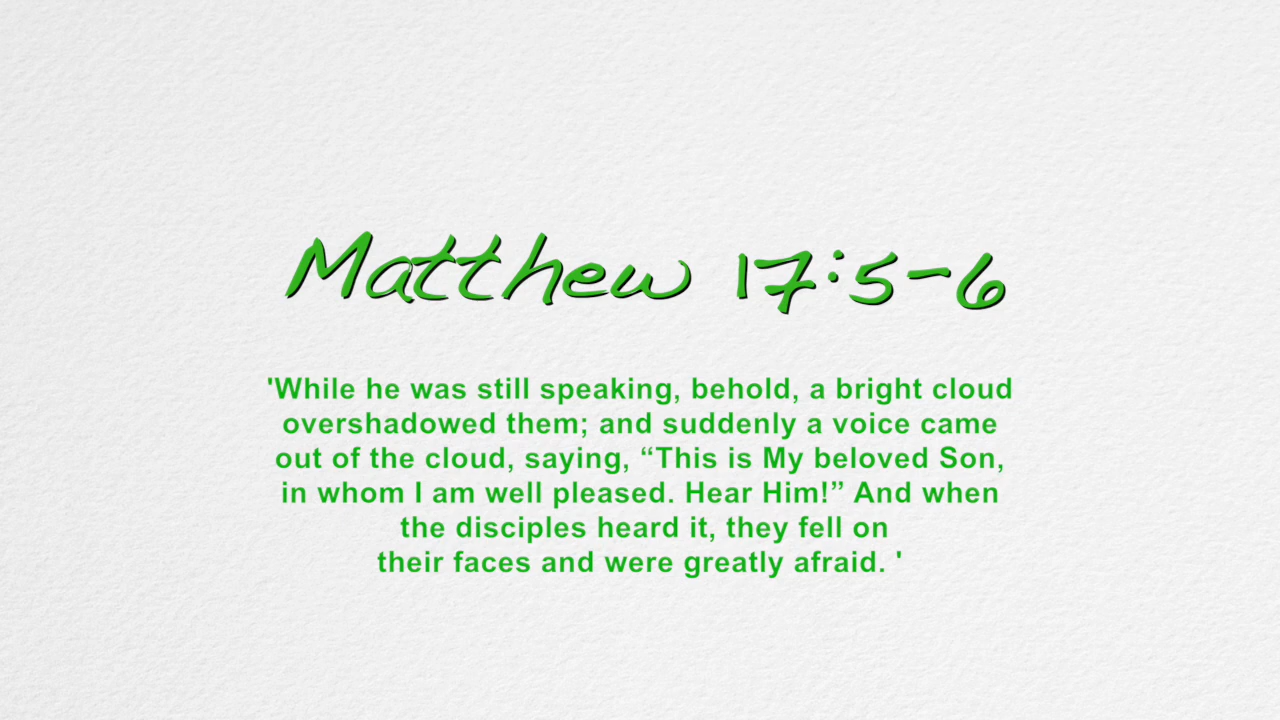 Matthew 17:5-6
'While he was still speaking, behold, a bright cloud
overshadowed them; and suddenly a voice came
out of the cloud, saying, “This is My beloved Son,
in whom I am well pleased. Hear Him!” And when
the disciples heard it, they fell on
their faces and were greatly afraid. '